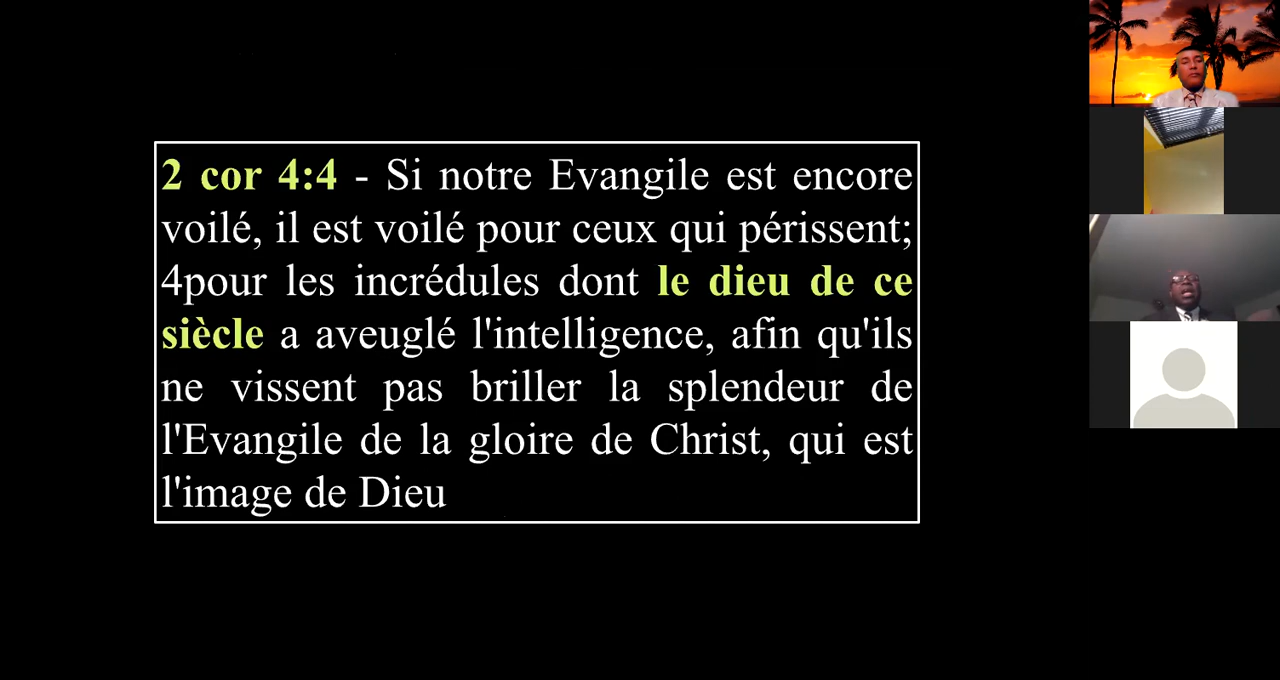 2 cor 4:4 - Si notre Evangile est encore
voilé, il est voilé pour ceux qui périssent;
4pour les incrédules dont le dieu de ce
siècle a aveuglé l'intelligence, afin qu'ils
ne vissent pas briller la splendeur de
l'Evangile de la gloire de Christ, qui est
l'image de Dieu